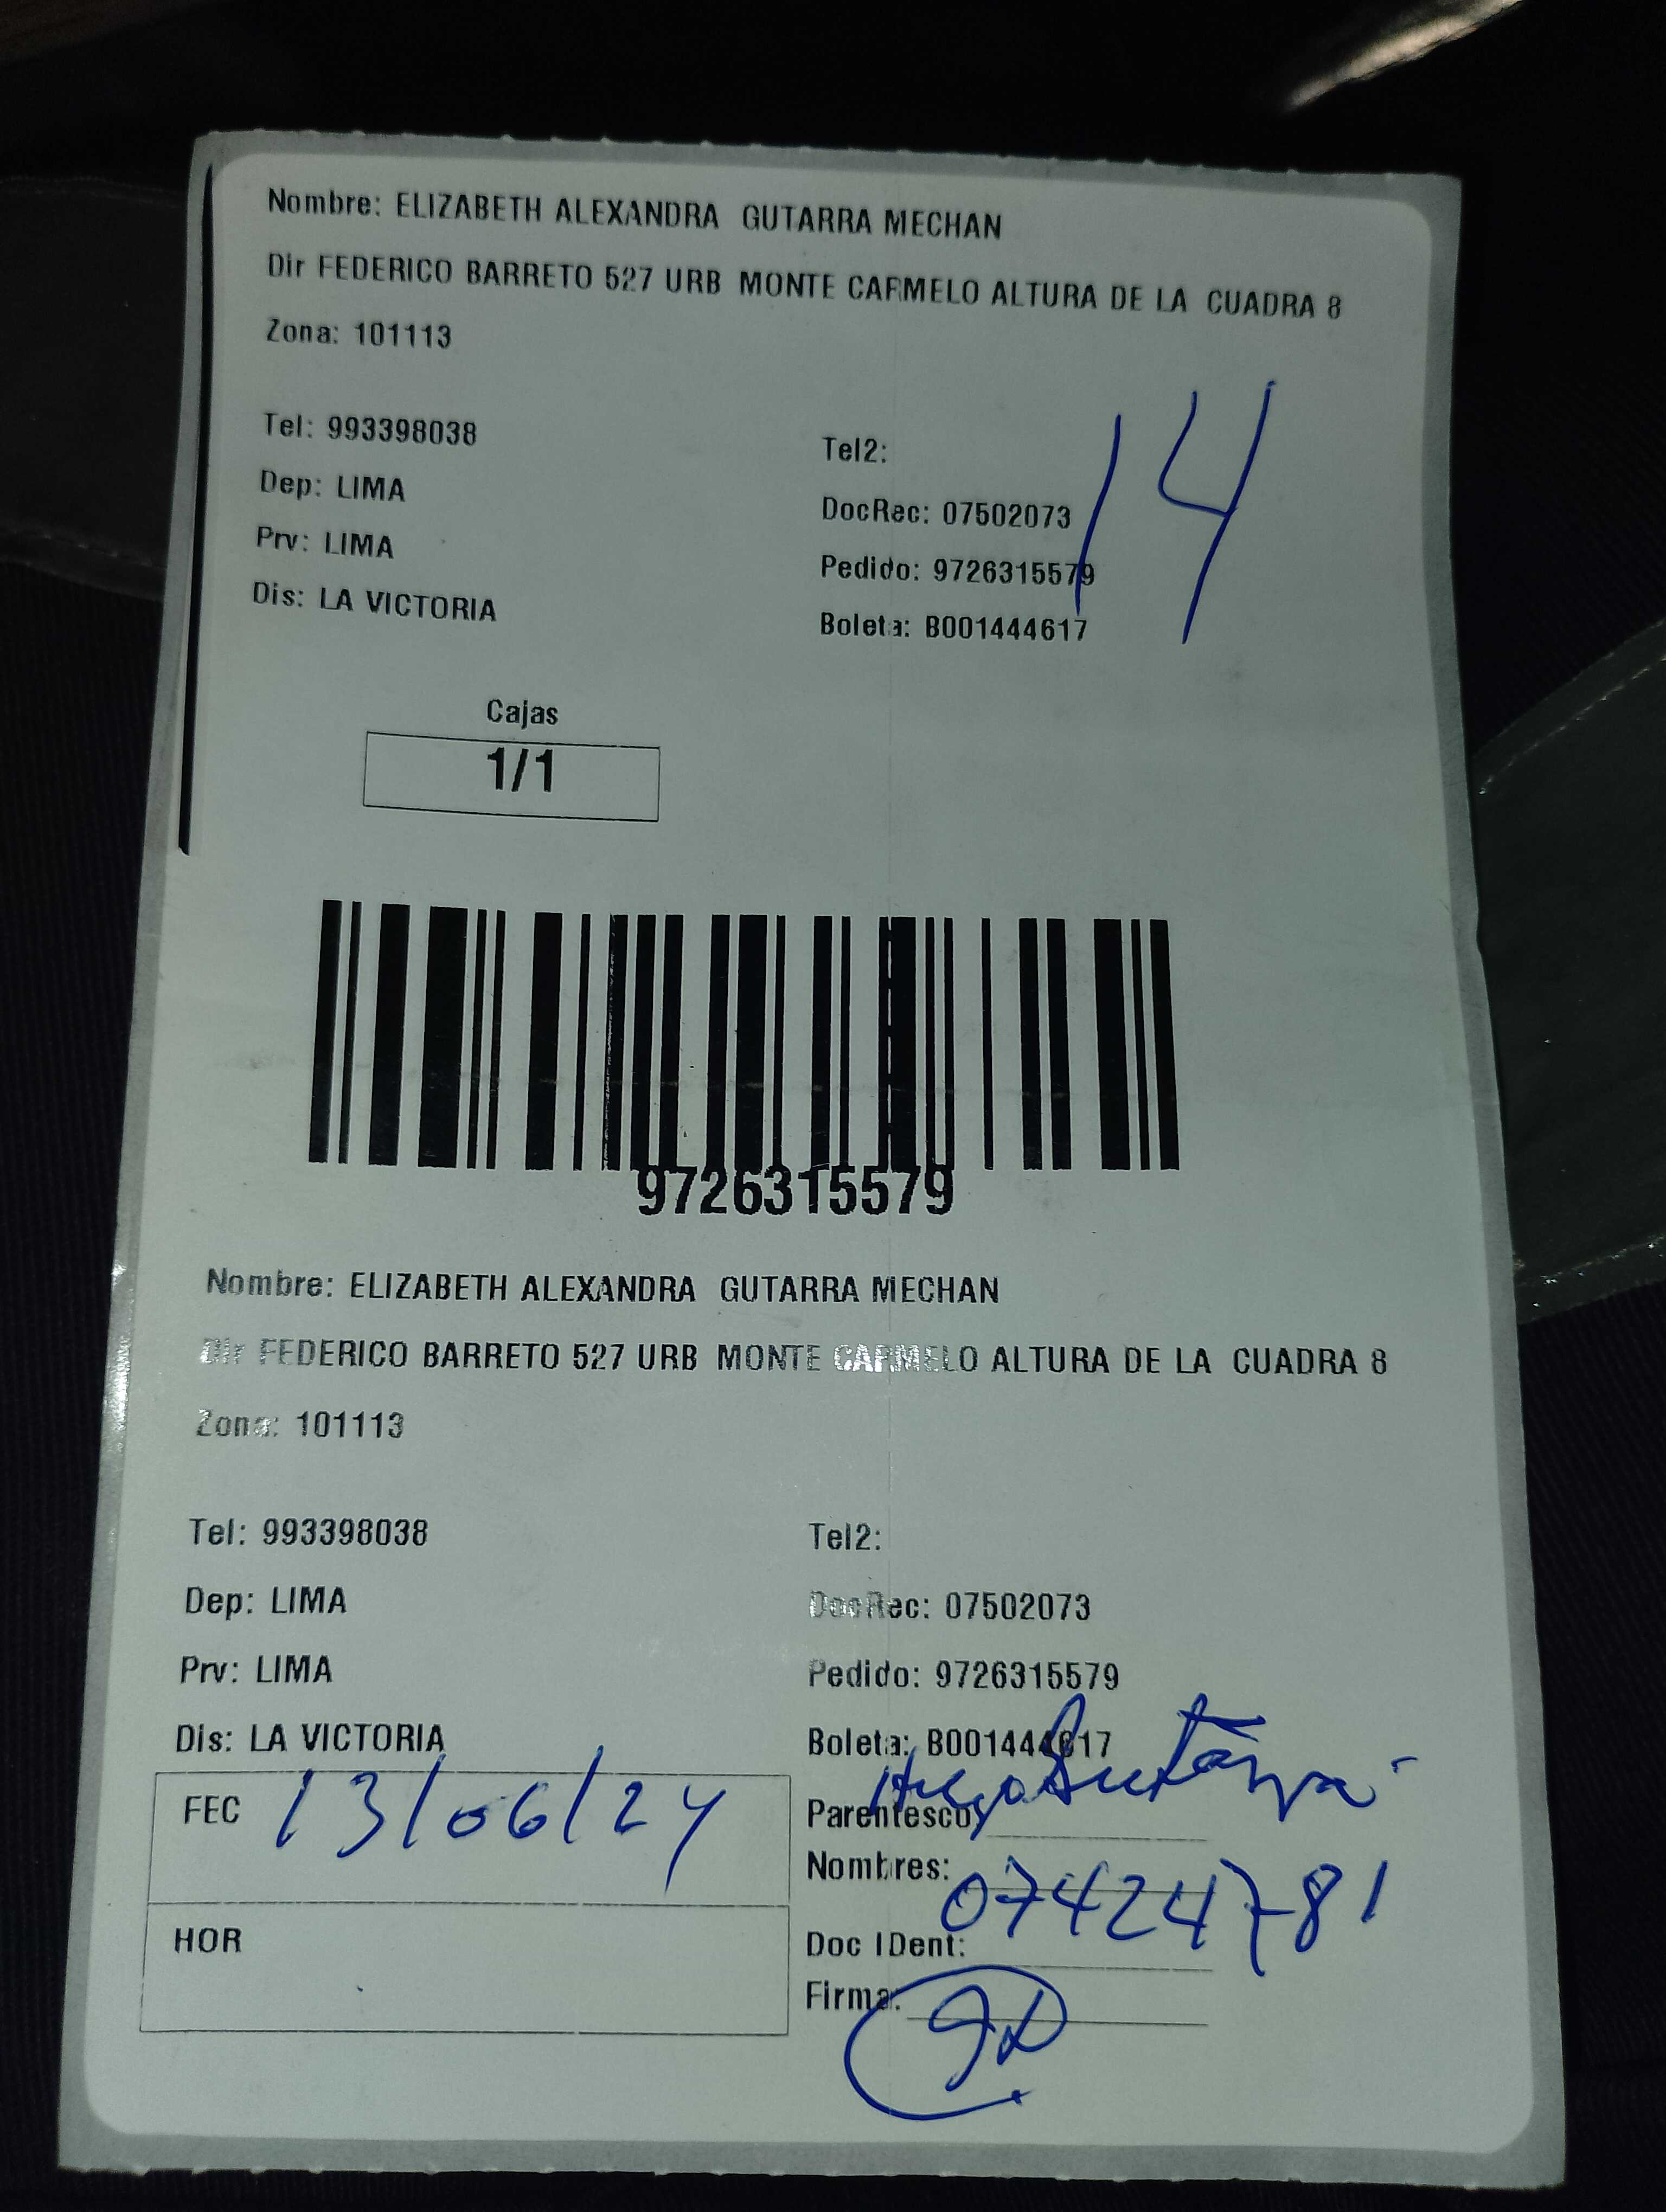 Nombre: ELIZABETH ALEXANDRA GUTARRA MECHAN
Dir FEDERICO BARRETO 527 URB MONTE CARMELO ALTURA DE LA CUADRA 8
Zona: 101113
Tel: 993398038
Tel2:
14
Dep: LIMA
DocRec: 07502073
Prv: LIMA
Pedido: 9726315579
Dis: LA VICTORIA
Boleta: B001444617
Cajas
1/1
9726315579
Nombre: ELIZABETH ALEXANDRA GUTARRA MECHAN
Dir FEDERICO BARRETO 527 URB MONTE CARMELO ALTURA DE LA CUADRA 8
Zona: 101113
Tel: 993398038
Tel2:
Dep: LIMA
DocRec: 07502073
Prv: LIMA
Pedido: 9726315579
Dis: LA VICTORIA
Boleta: B001444617
FEC 13/06/24
Parentesco Hugo Gutarra
Nombres:
07424781
HOR
Doc IDent:
Firma: